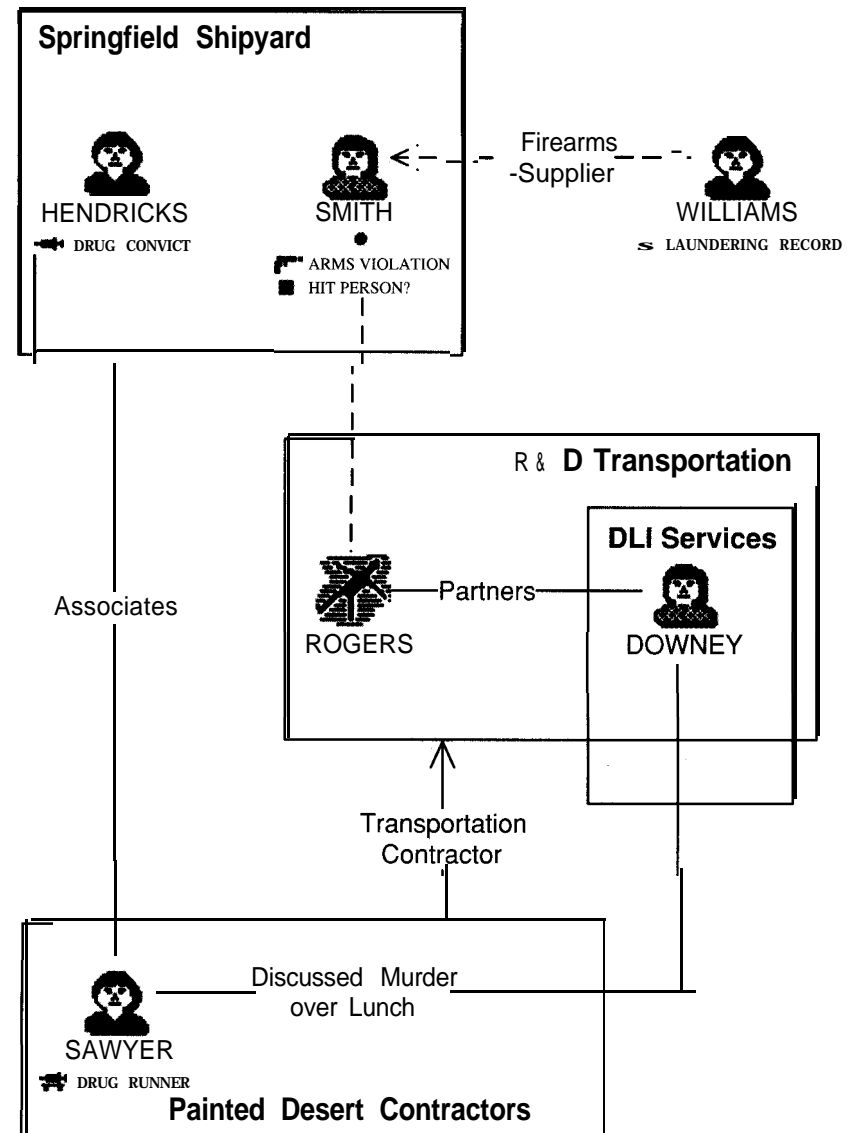 Springfield Shipyard
Firearms
-Supplier
HENDRICKS
SMITH
WILLIAMS
DRUG CONVICT
ARMS VIOLATION
HIT PERSON?
S LAUNDERING RECORD
R & D Transportation
DLI Services
Associates
Partners
ROGERS
DOWNEY
Transportation
Contractor
Discussed Murder
over Lunch
SAWYER
DRUG RUNNER
Painted Desert Contractors